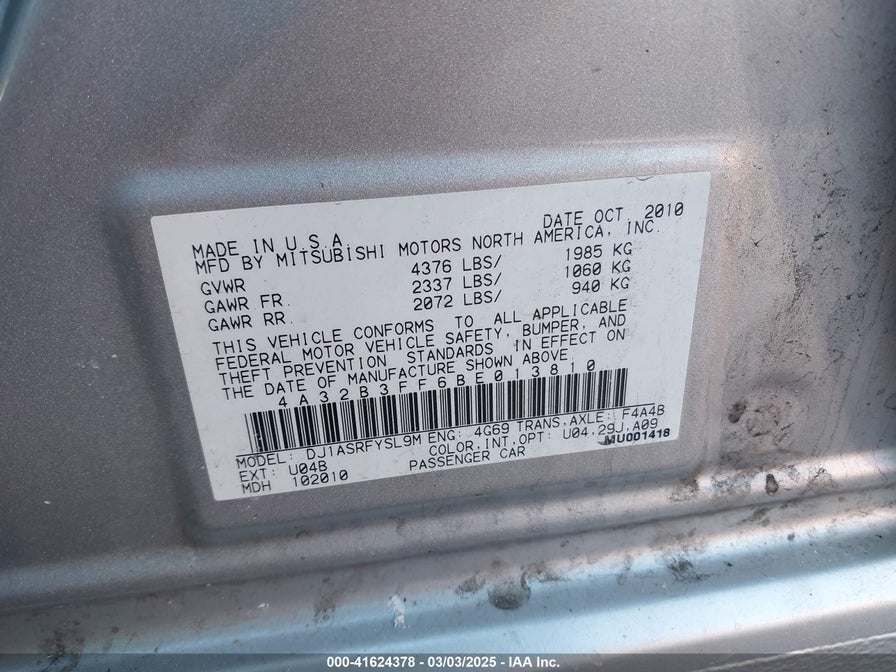 DATE OCT 2010
MADE IN U.S.A.
MFD BY MITSUBISHI MOTORS NORTH AMERICA, INC.
GVWR 4376 LBS/ 1985 KG
GAWR FR. 2337 LBS/ 1060 KG
GAWR RR. 2072 LBS/ 940 KG
THIS VEHICLE CONFORMS TO ALL APPLICABLE
FEDERAL MOTOR VEHICLE SAFETY, BUMPER, AND
THEFT PREVENTION STANDARDS IN EFFECT ON
THE DATE OF MANUFACTURE SHOWN ABOVE.
4A32B3FF6BE013810
MODEL: DJ1ASRFYSL9M ENG: 4G69 TRANS,AXLE: F4A4B
EXT: U04B COLOR,INT,OPT: U04,29J,A09
MDH 102010 PASSENGER CAR MU001418
000-41624378 - 03/03/2025 - IAA Inc.